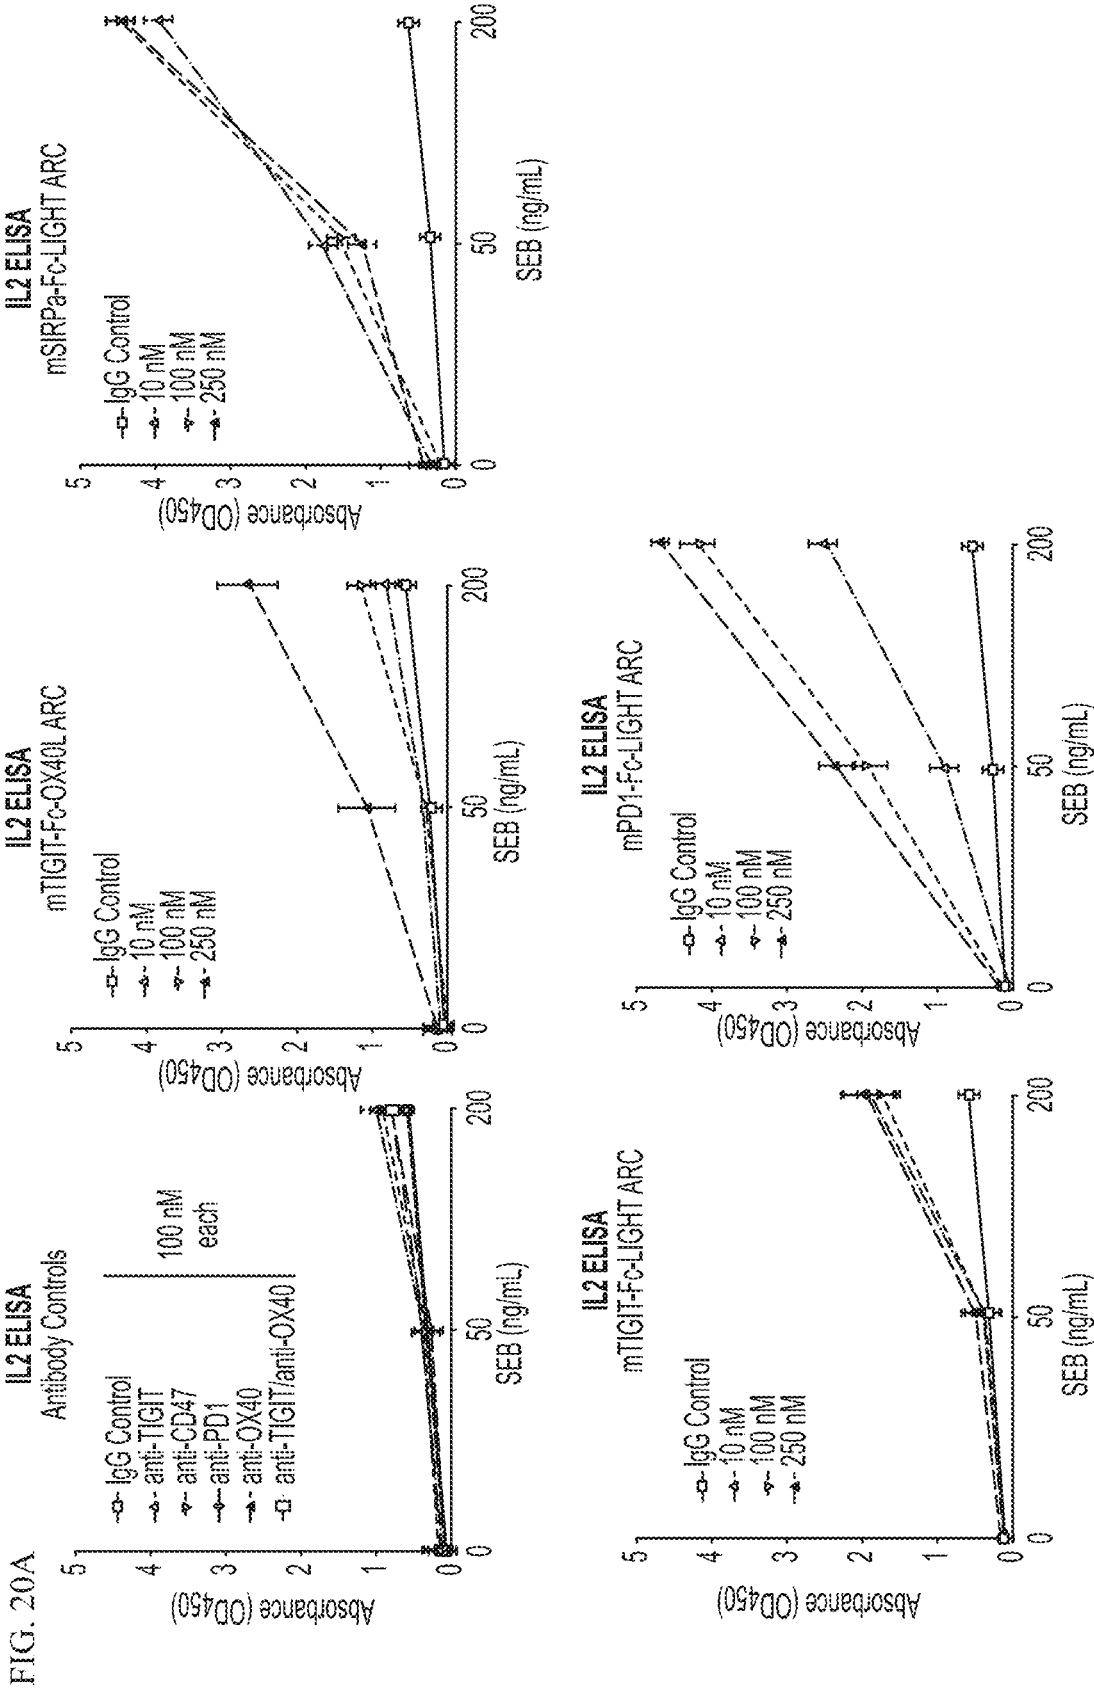 FIG. 20A
IL2 ELISA
Antibody Controls
IgG Control
anti-TIGIT
anti-CD47
anti-PD1
anti-OX40
anti-TIGIT/anti-OX40
100 nM
each
Absorbance (OD450)
5
4
3
2
1
0
0
50
200
SEB (ng/mL)
IL2 ELISA
mTIGIT-Fc-OX40L ARC
IgG Control
10 nM
100 nM
250 nM
Absorbance (OD450)
5
4
3
2
1
0
0
50
200
SEB (ng/mL)
IL2 ELISA
mSIRPa-Fc-LIGHT ARC
IgG Control
10 nM
100 nM
250 nM
Absorbance (OD450)
5
4
3
2
1
0
0
50
200
SEB (ng/mL)
IL2 ELISA
mTIGIT-Fc-LIGHT ARC
IgG Control
10 nM
100 nM
250 nM
Absorbance (OD450)
5
4
3
2
1
0
0
50
200
SEB (ng/mL)
IL2 ELISA
mPD1-Fc-LIGHT ARC
IgG Control
10 nM
100 nM
250 nM
Absorbance (OD450)
5
4
3
2
1
0
0
50
200
SEB (ng/mL)